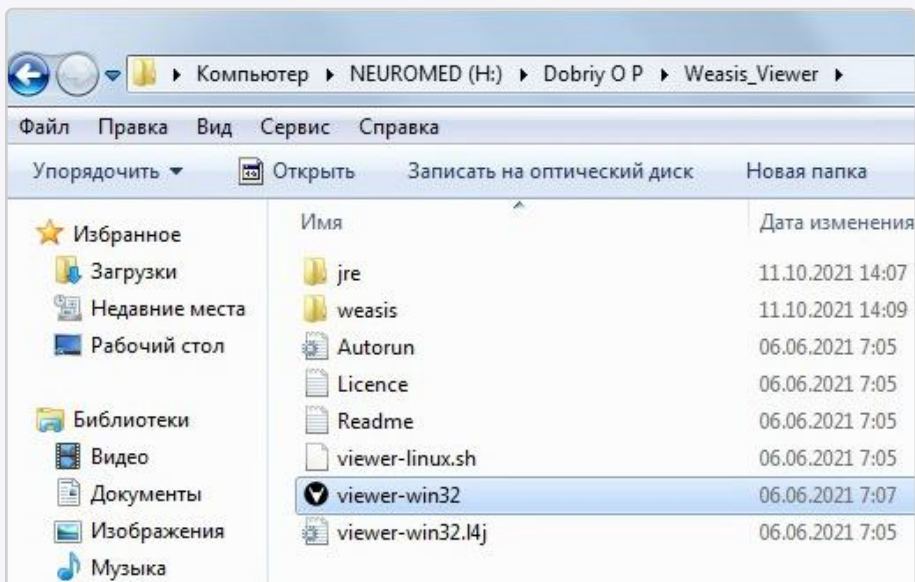 Компьютер ▸ NEUROMED (H:) ▸ Dobriy O P ▸ Weasis_Viewer ▸
Файл Правка Вид Сервис Справка
Упорядочить Открыть Записать на оптический диск Новая папка
Избранное
Загрузки
Недавние места
Рабочий стол
Библиотеки
Видео
Документы
Изображения
Музыка
Имя Дата изменения
jre 11.10.2021 14:07
weasis 11.10.2021 14:09
Autorun 06.06.2021 7:05
Licence 06.06.2021 7:05
Readme 06.06.2021 7:05
viewer-linux.sh 06.06.2021 7:05
viewer-win32 06.06.2021 7:07
viewer-win32.l4j 06.06.2021 7:05